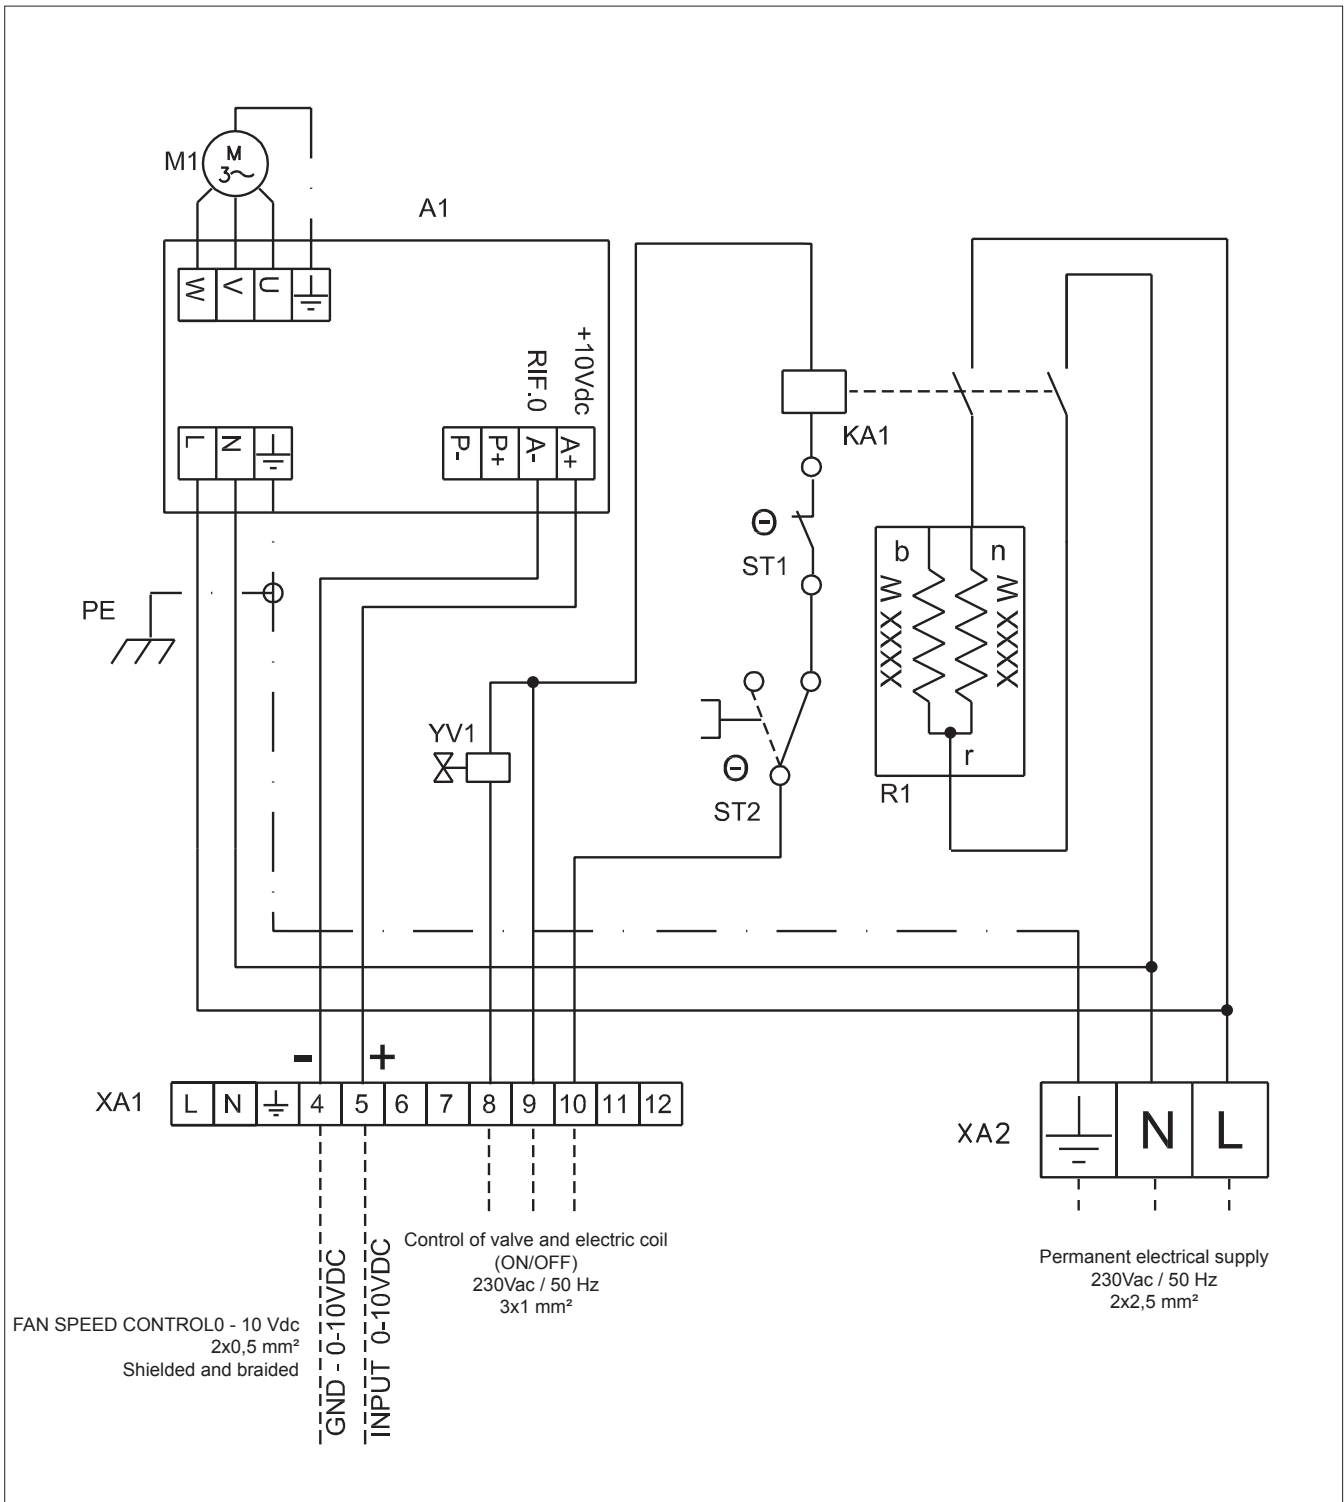 M1
M
3~
A1
W
V
U
+10Vdc
RIF.0
L
N
P-
P+
A-
A+
KA1
ST1
b
n
XXXX W
XXXX W
PE
YV1
r
R1
ST2
-
+
XA1
L
N
4
5
6
7
8
9
10
11
12
XA2
N
L
Control of valve and electric coil
(ON/OFF)
230Vac / 50 Hz
3x1 mm²
Permanent electrical supply
230Vac / 50 Hz
2x2,5 mm²
FAN SPEED CONTROL0 - 10 Vdc
2x0,5 mm²
Shielded and braided
GND - 0-10VDC
INPUT 0-10VDC